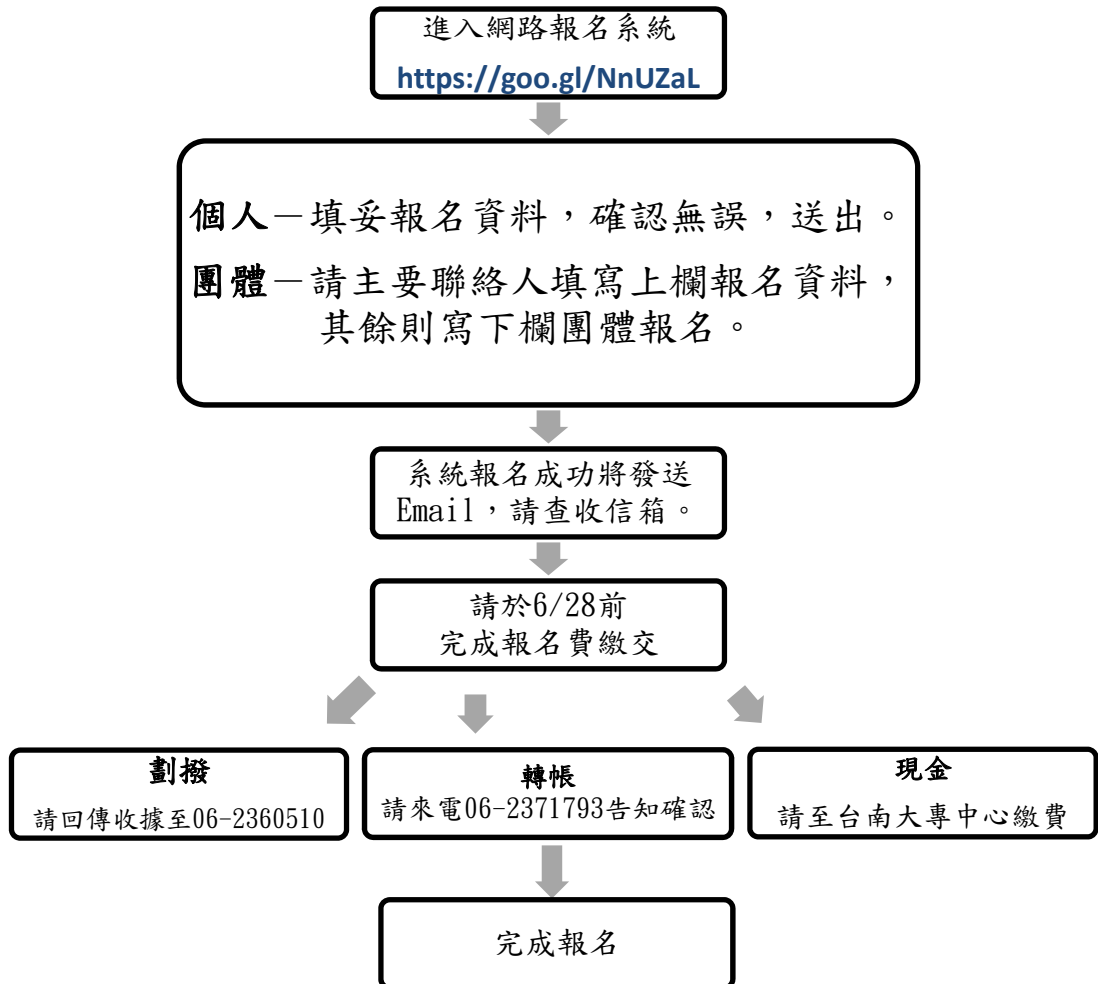 進入網路報名系統
https://goo.gl/NnUZaL
個人－填妥報名資料，確認無誤，送出。
團體－請主要聯絡人填寫上欄報名資料，
其餘則寫下欄團體報名。
系統報名成功將發送
Email，請查收信箱。
請於6/28前
完成報名費繳交
劃撥
請回傳收據至06-2360510
轉帳
請來電06-2371793告知確認
現金
請至台南大專中心繳費
完成報名